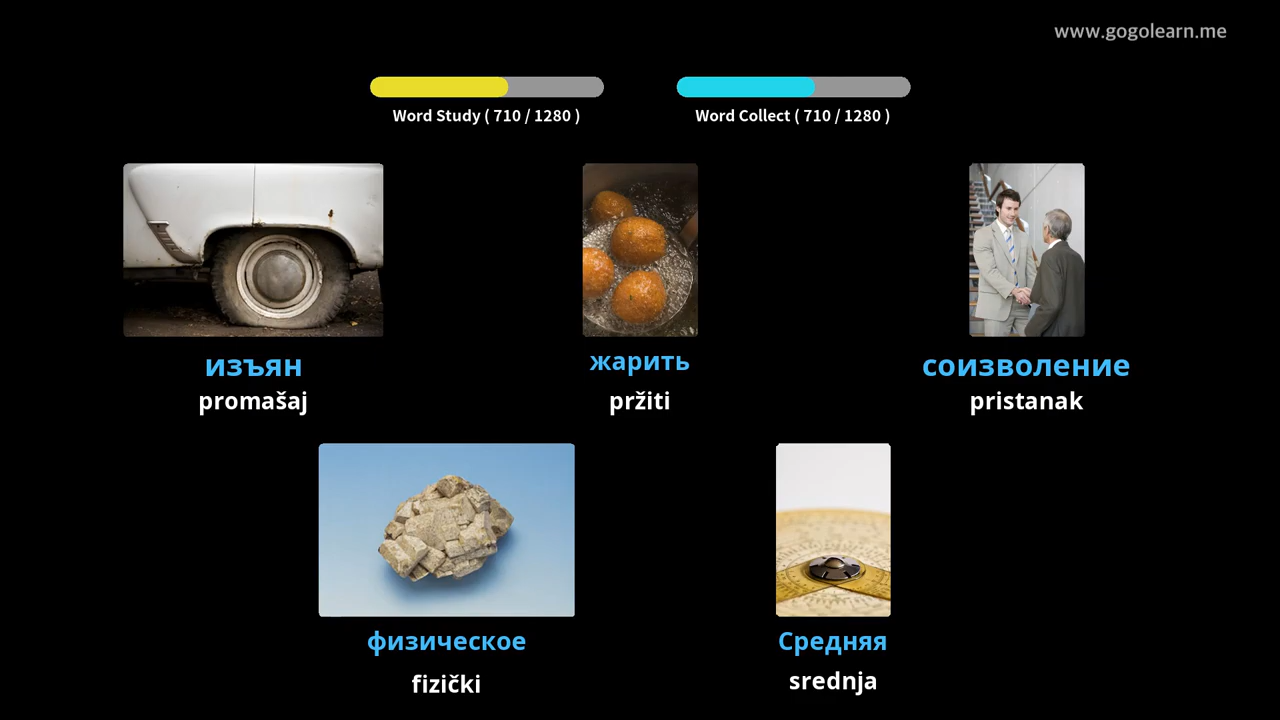 www.gogolearn.me
Word Study ( 710 / 1280 )
Word Collect ( 710 / 1280 )
изъян
promašaj
жарить
pržiti
соизволение
pristanak
физическое
fizički
Средняя
srednja